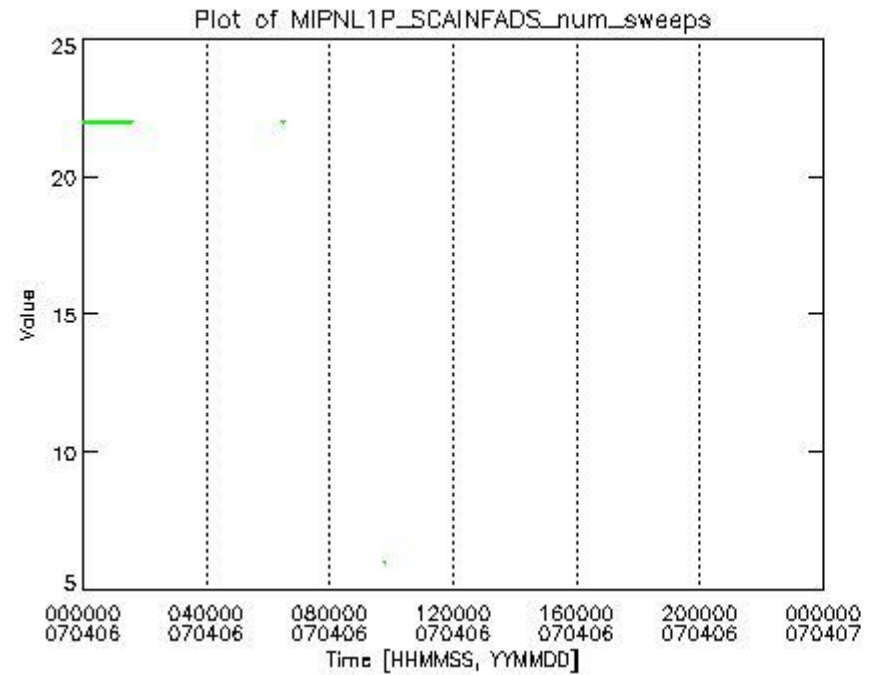 Plot of MIPNL1P_SCAINFADS_num_sweeps
25
20
15
10
5
Value
000000 040000 080000 120000 160000 200000 000000
070406 070406 070406 070406 070406 070406 070407
Time [HHMMSS, YYMMDD]